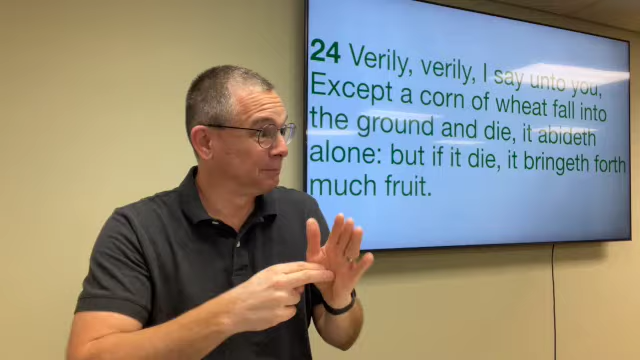 24 Verily, verily, I say unto you,
Except a corn of wheat fall into
the ground and die, it abideth
alone: but if it die, it bringeth forth
much fruit.